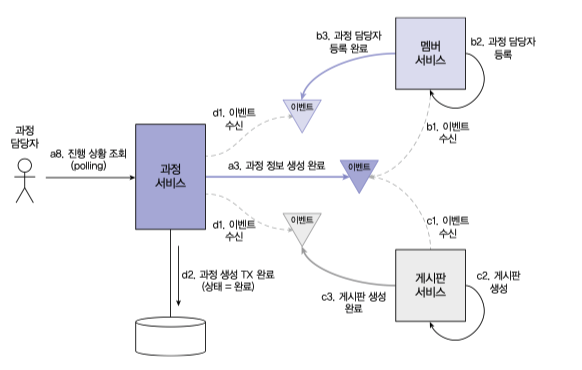 b3. 과정 담당자
등록 완료
멤버
서비스
b2. 과정 담당자
등록
d1. 이벤트
수신
이벤트
b1. 이벤트
수신
과정
담당자
a8. 진행 상황 조회
(polling)
과정
서비스
a3. 과정 정보 생성 완료
이벤트
d1. 이벤트
수신
이벤트
c1. 이벤트
수신
d2. 과정 생성 TX 완료
(상태 = 완료)
c3. 게시판 생성
완료
게시판
서비스
c2. 게시판
생성